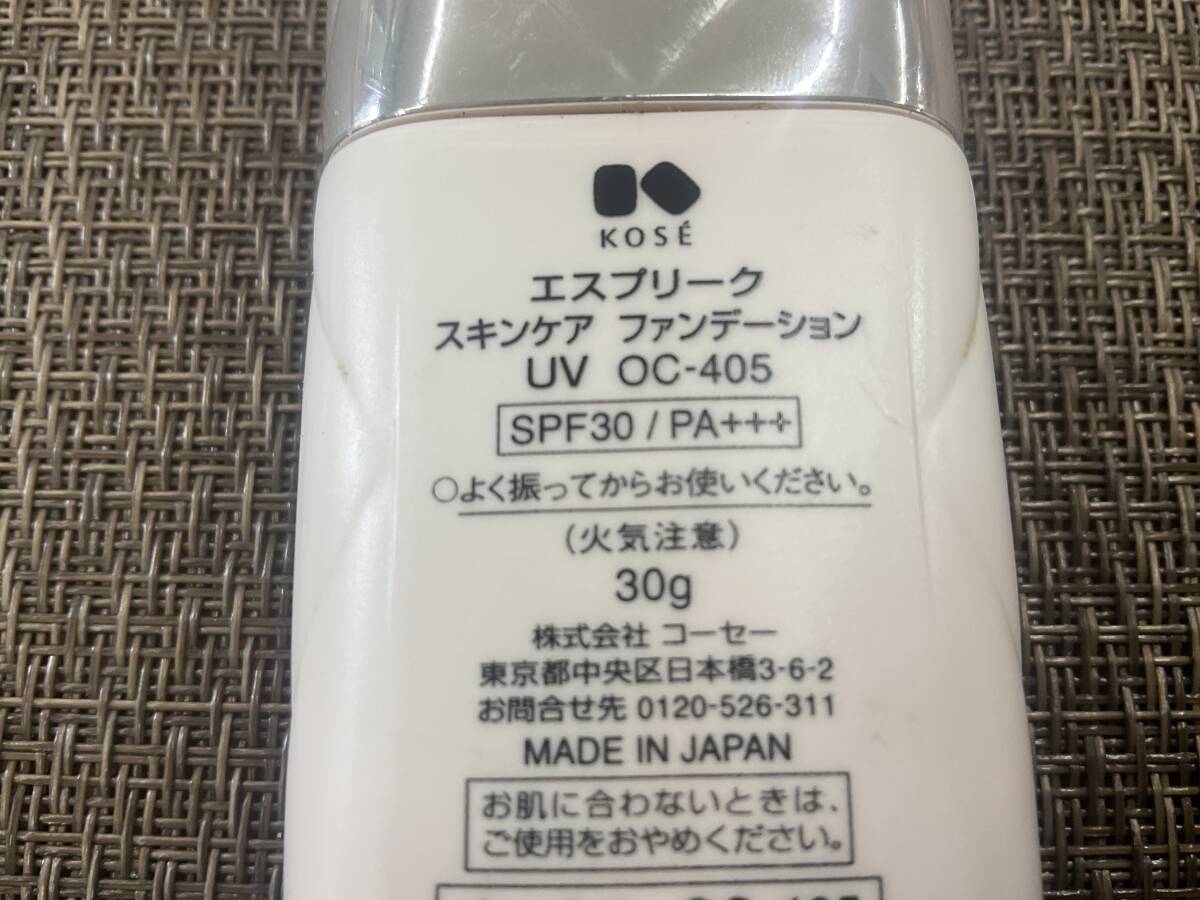 KOSÉ
エスプリーク
スキンケア ファンデーション
UV OC-405
SPF30 / PA+++
○よく振ってからお使いください。
(火気注意)
30g
株式会社 コーセー
東京都中央区日本橋3-6-2
お問合せ先 0120-526-311
MADE IN JAPAN
お肌に合わないときは、
ご使用をおやめください。